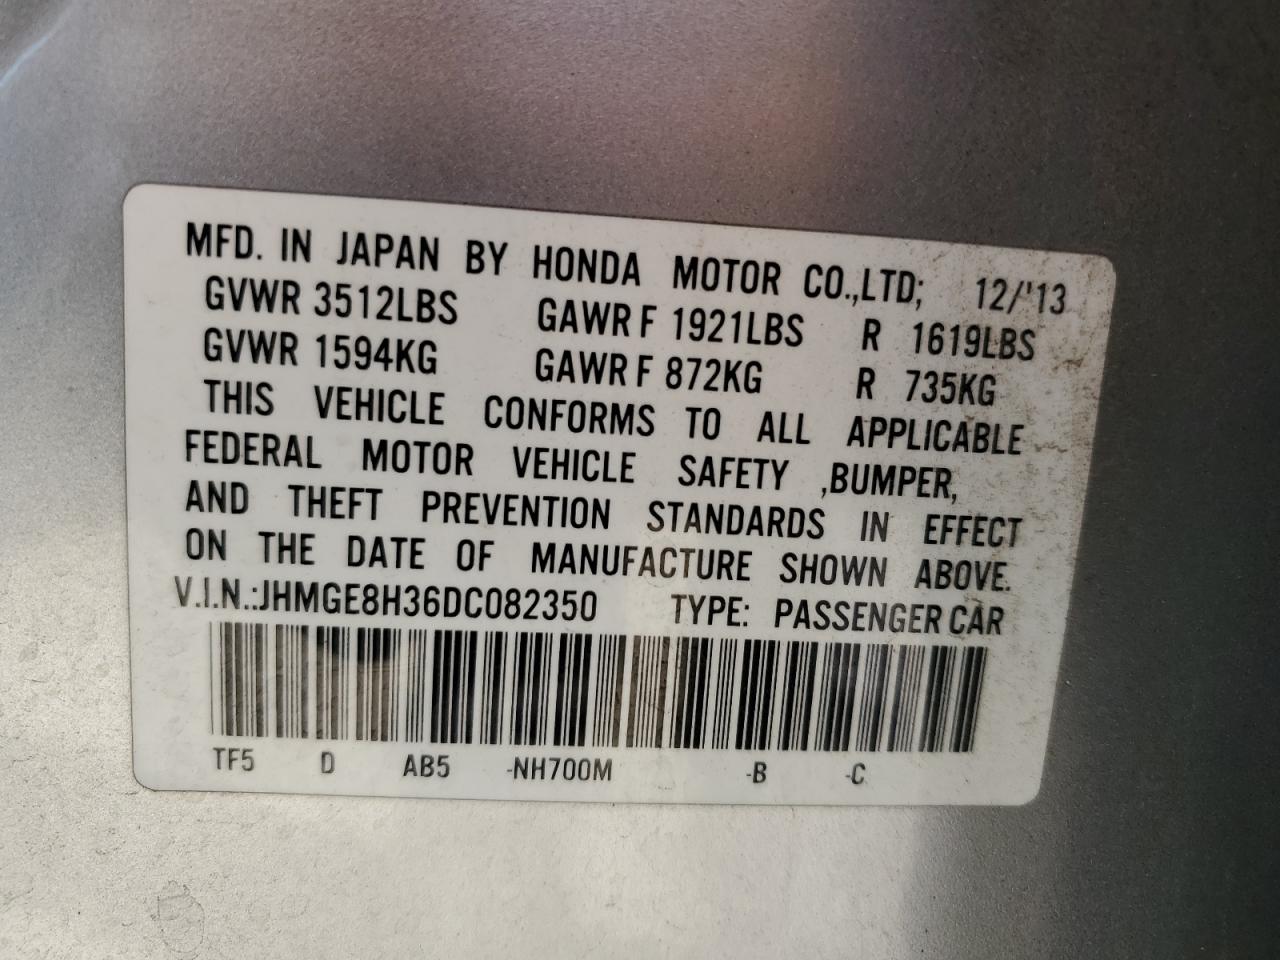 MFD. IN JAPAN BY HONDA MOTOR CO.,LTD; 12/'13
GVWR 3512LBS GAWR F 1921LBS R 1619LBS
GVWR 1594KG GAWR F 872KG R 735KG
THIS VEHICLE CONFORMS TO ALL APPLICABLE
FEDERAL MOTOR VEHICLE SAFETY ,BUMPER,
AND THEFT PREVENTION STANDARDS IN EFFECT
ON THE DATE OF MANUFACTURE SHOWN ABOVE.
V.I.N.:JHMGE8H36DC082350 TYPE: PASSENGER CAR
TF5 D AB5 -NH700M -B -C